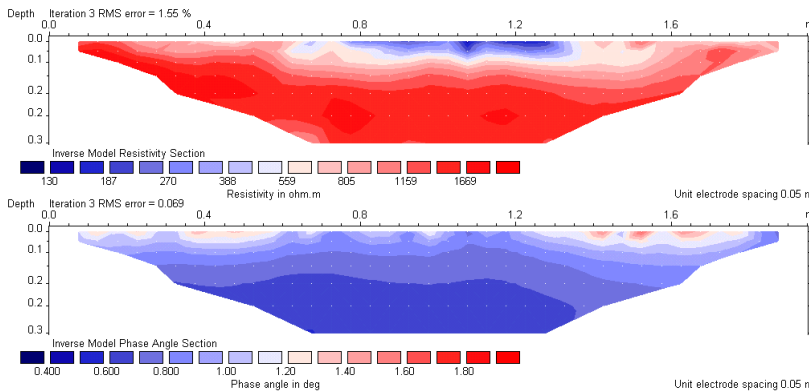 Depth Iteration 3 RMS error = 1.55 %
0.0 0.4 0.8 1.2 1.6
0.0
0.1
0.2
0.3
Inverse Model Resistivity Section
130 187 270 388 559 805 1159 1669
Resistivity in ohm.m
Unit electrode spacing 0.05
Depth Iteration 3 RMS error = 0.069
0.0 0.4 0.8 1.2 1.6
0.0
0.1
0.2
0.3
Inverse Model Phase Angle Section
0.400 0.600 0.800 1.00 1.20 1.40 1.60 1.80
Phase angle in deg
Unit electrode spacing 0.05